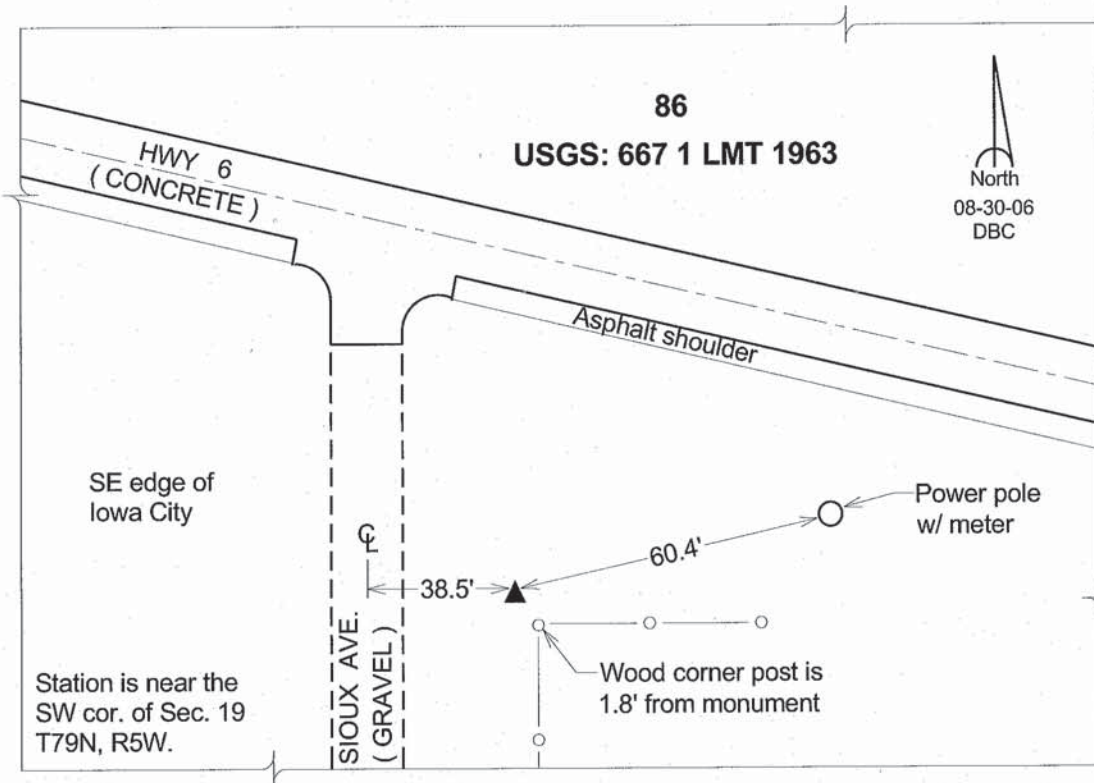 86
USGS: 667 1 LMT 1963
North
08-30-06
DBC
HWY 6
( CONCRETE )
Asphalt shoulder
SE edge of
Iowa City
Power pole
w/ meter
℄
60.4'
38.5'
SIOUX AVE.
( GRAVEL )
Wood corner post is
1.8' from monument
Station is near the
SW cor. of Sec. 19
T79N, R5W.